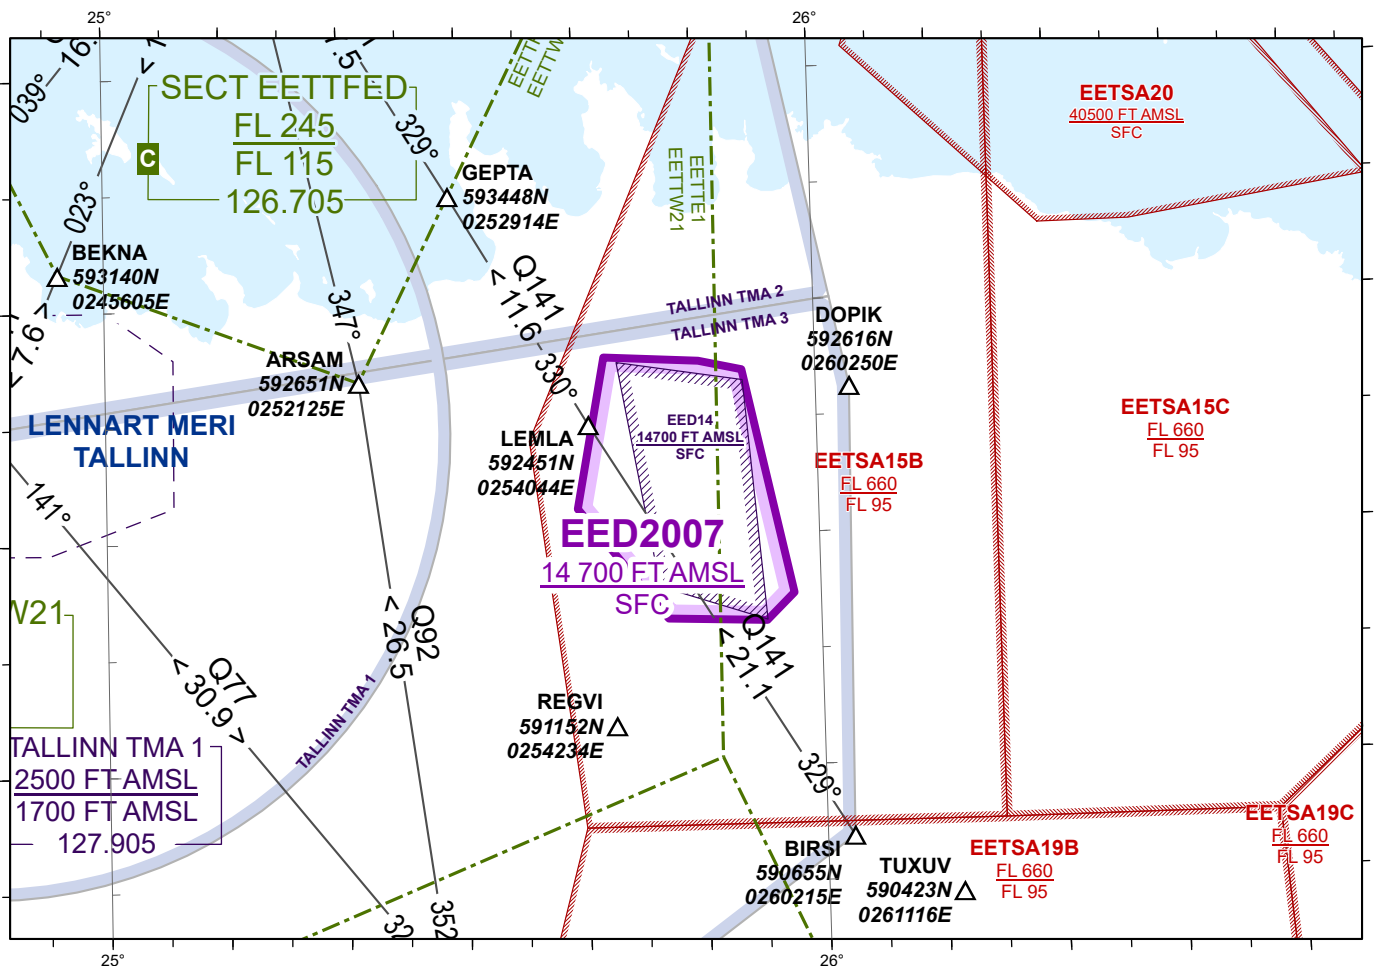 25°
26°
039°
16.
7.5
SECT EETTFED
FL 245
FL 115
126.705
C
023°
329°
EETTW
EETTE1
EETTW21
GEPTA
593448N
0252914E
BEKNA
593140N
0245605E
27.6 >
347°
Q141
< 11.6
330°
TALLINN TMA 2
TALLINN TMA 3
EETSA20
40500 FT AMSL
SFC
DOPIK
592616N
0260250E
ARSAM
592651N
0252125E
LENNART MERI
TALLINN
LEMLA
592451N
0254044E
EED14
14700 FT AMSL
SFC
EETSA15B
FL 660
FL 95
EETSA15C
FL 660
FL 95
141°
EED2007
14 700 FT AMSL
SFC
W21
Q92
< 26.5
Q77
< 30.9 >
Q141
< 21.1
TALLINN TMA 1
REGVI
591152N
0254234E
329°
TALLINN TMA 1
2500 FT AMSL
1700 FT AMSL
127.905
BIRSI
590655N
0260215E
TUXUV
590423N
0261116E
EETSA19B
FL 660
FL 95
EETSA19C
FL 660
FL 95
32
352
25°
26°